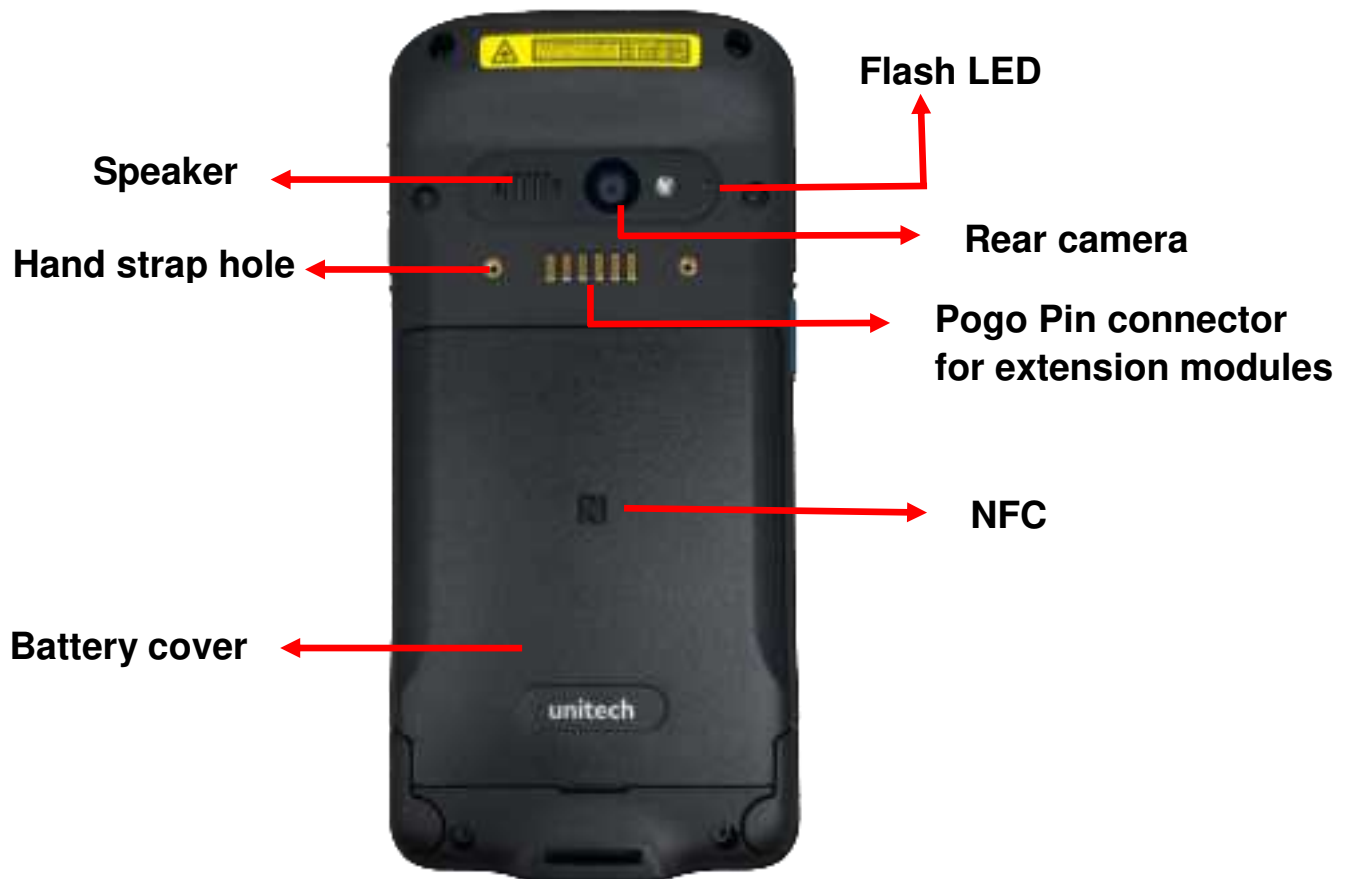 Flash LED
Speaker
Rear camera
Hand strap hole
Pogo Pin connector
for extension modules
NFC
Battery cover
unitech